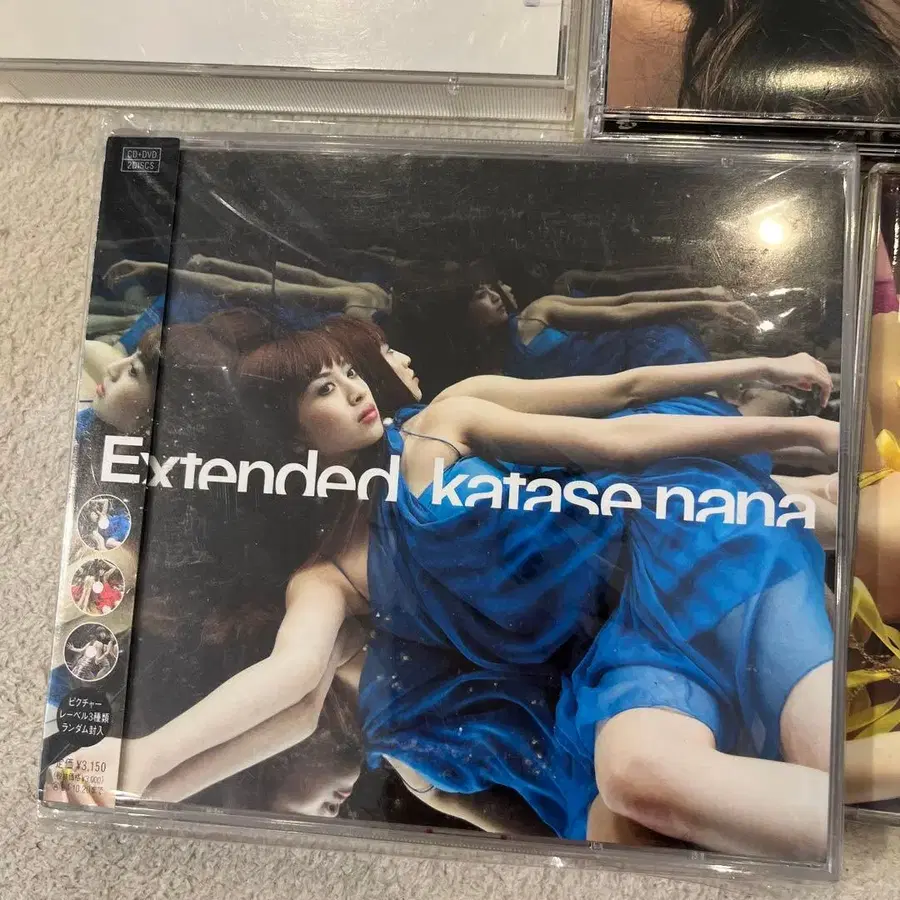 CD+DVD
2DISCS
Extended katase nana
ピクチャー
レーベル3種類
ランダム封入
定価 ¥3,150